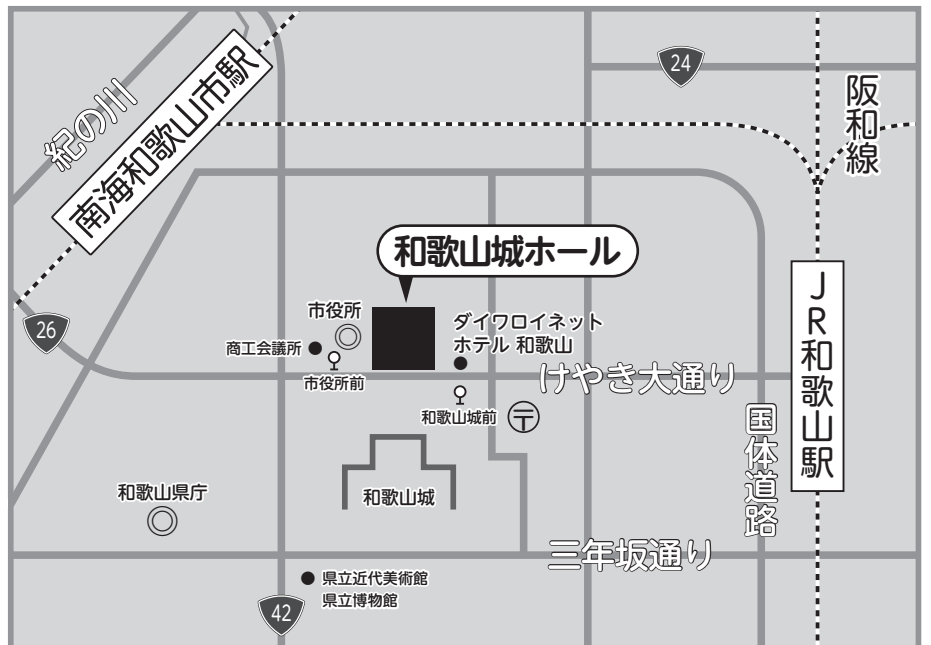 24
阪和線
紀の川
南海和歌山市駅
和歌山城ホール
JR和歌山駅
市役所
ダイワロイネット
ホテル 和歌山
26
商工会議所
市役所前
けやき大通り
和歌山城前
〒
国体道路
和歌山県庁
和歌山城
三年坂通り
県立近代美術館
県立博物館
42